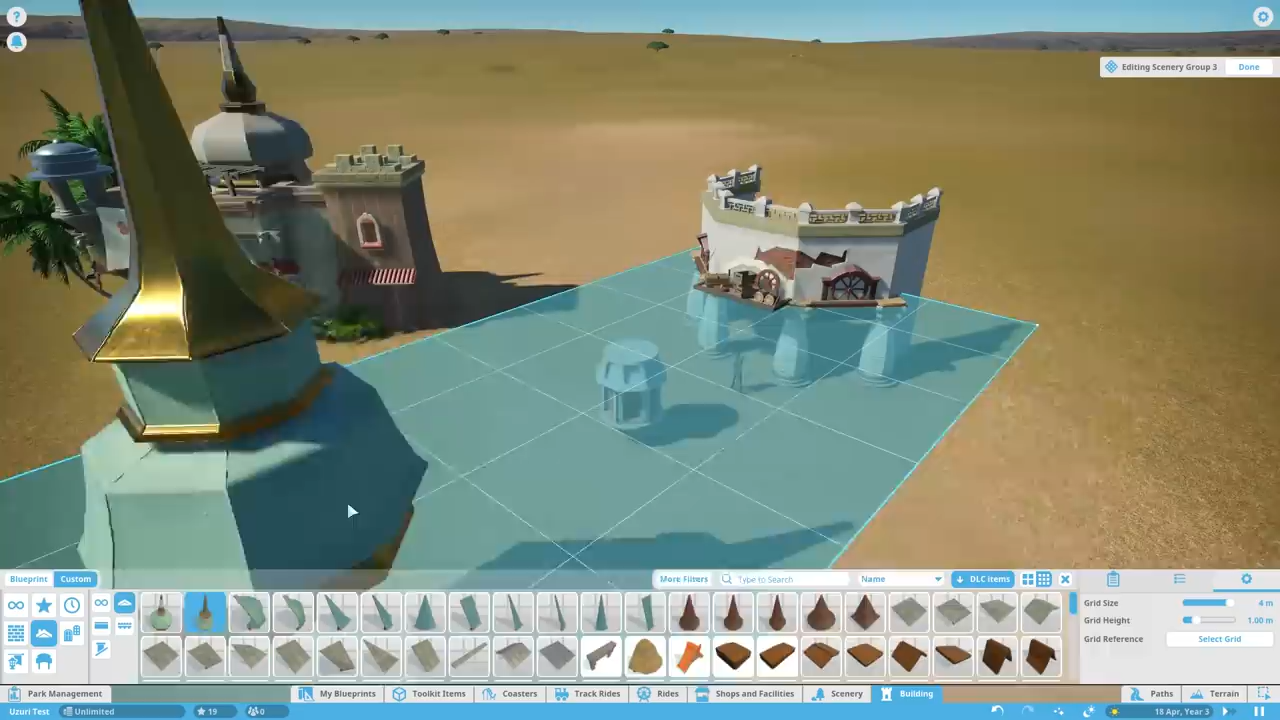 Editing Scenery Group 3
Done
Blueprint
Custom
More Filters
Type to Search
Name
DLC Items
Grid Size
4 m
Grid Height
1.00 m
Grid Reference
Select Grid
Park Management
My Blueprints
Toolkit Items
Coasters
Track Rides
Rides
Shops and Facilities
Scenery
Building
Paths
Terrain
Uzuri Test
Unlimited
19
0
18 Apr, Year 3